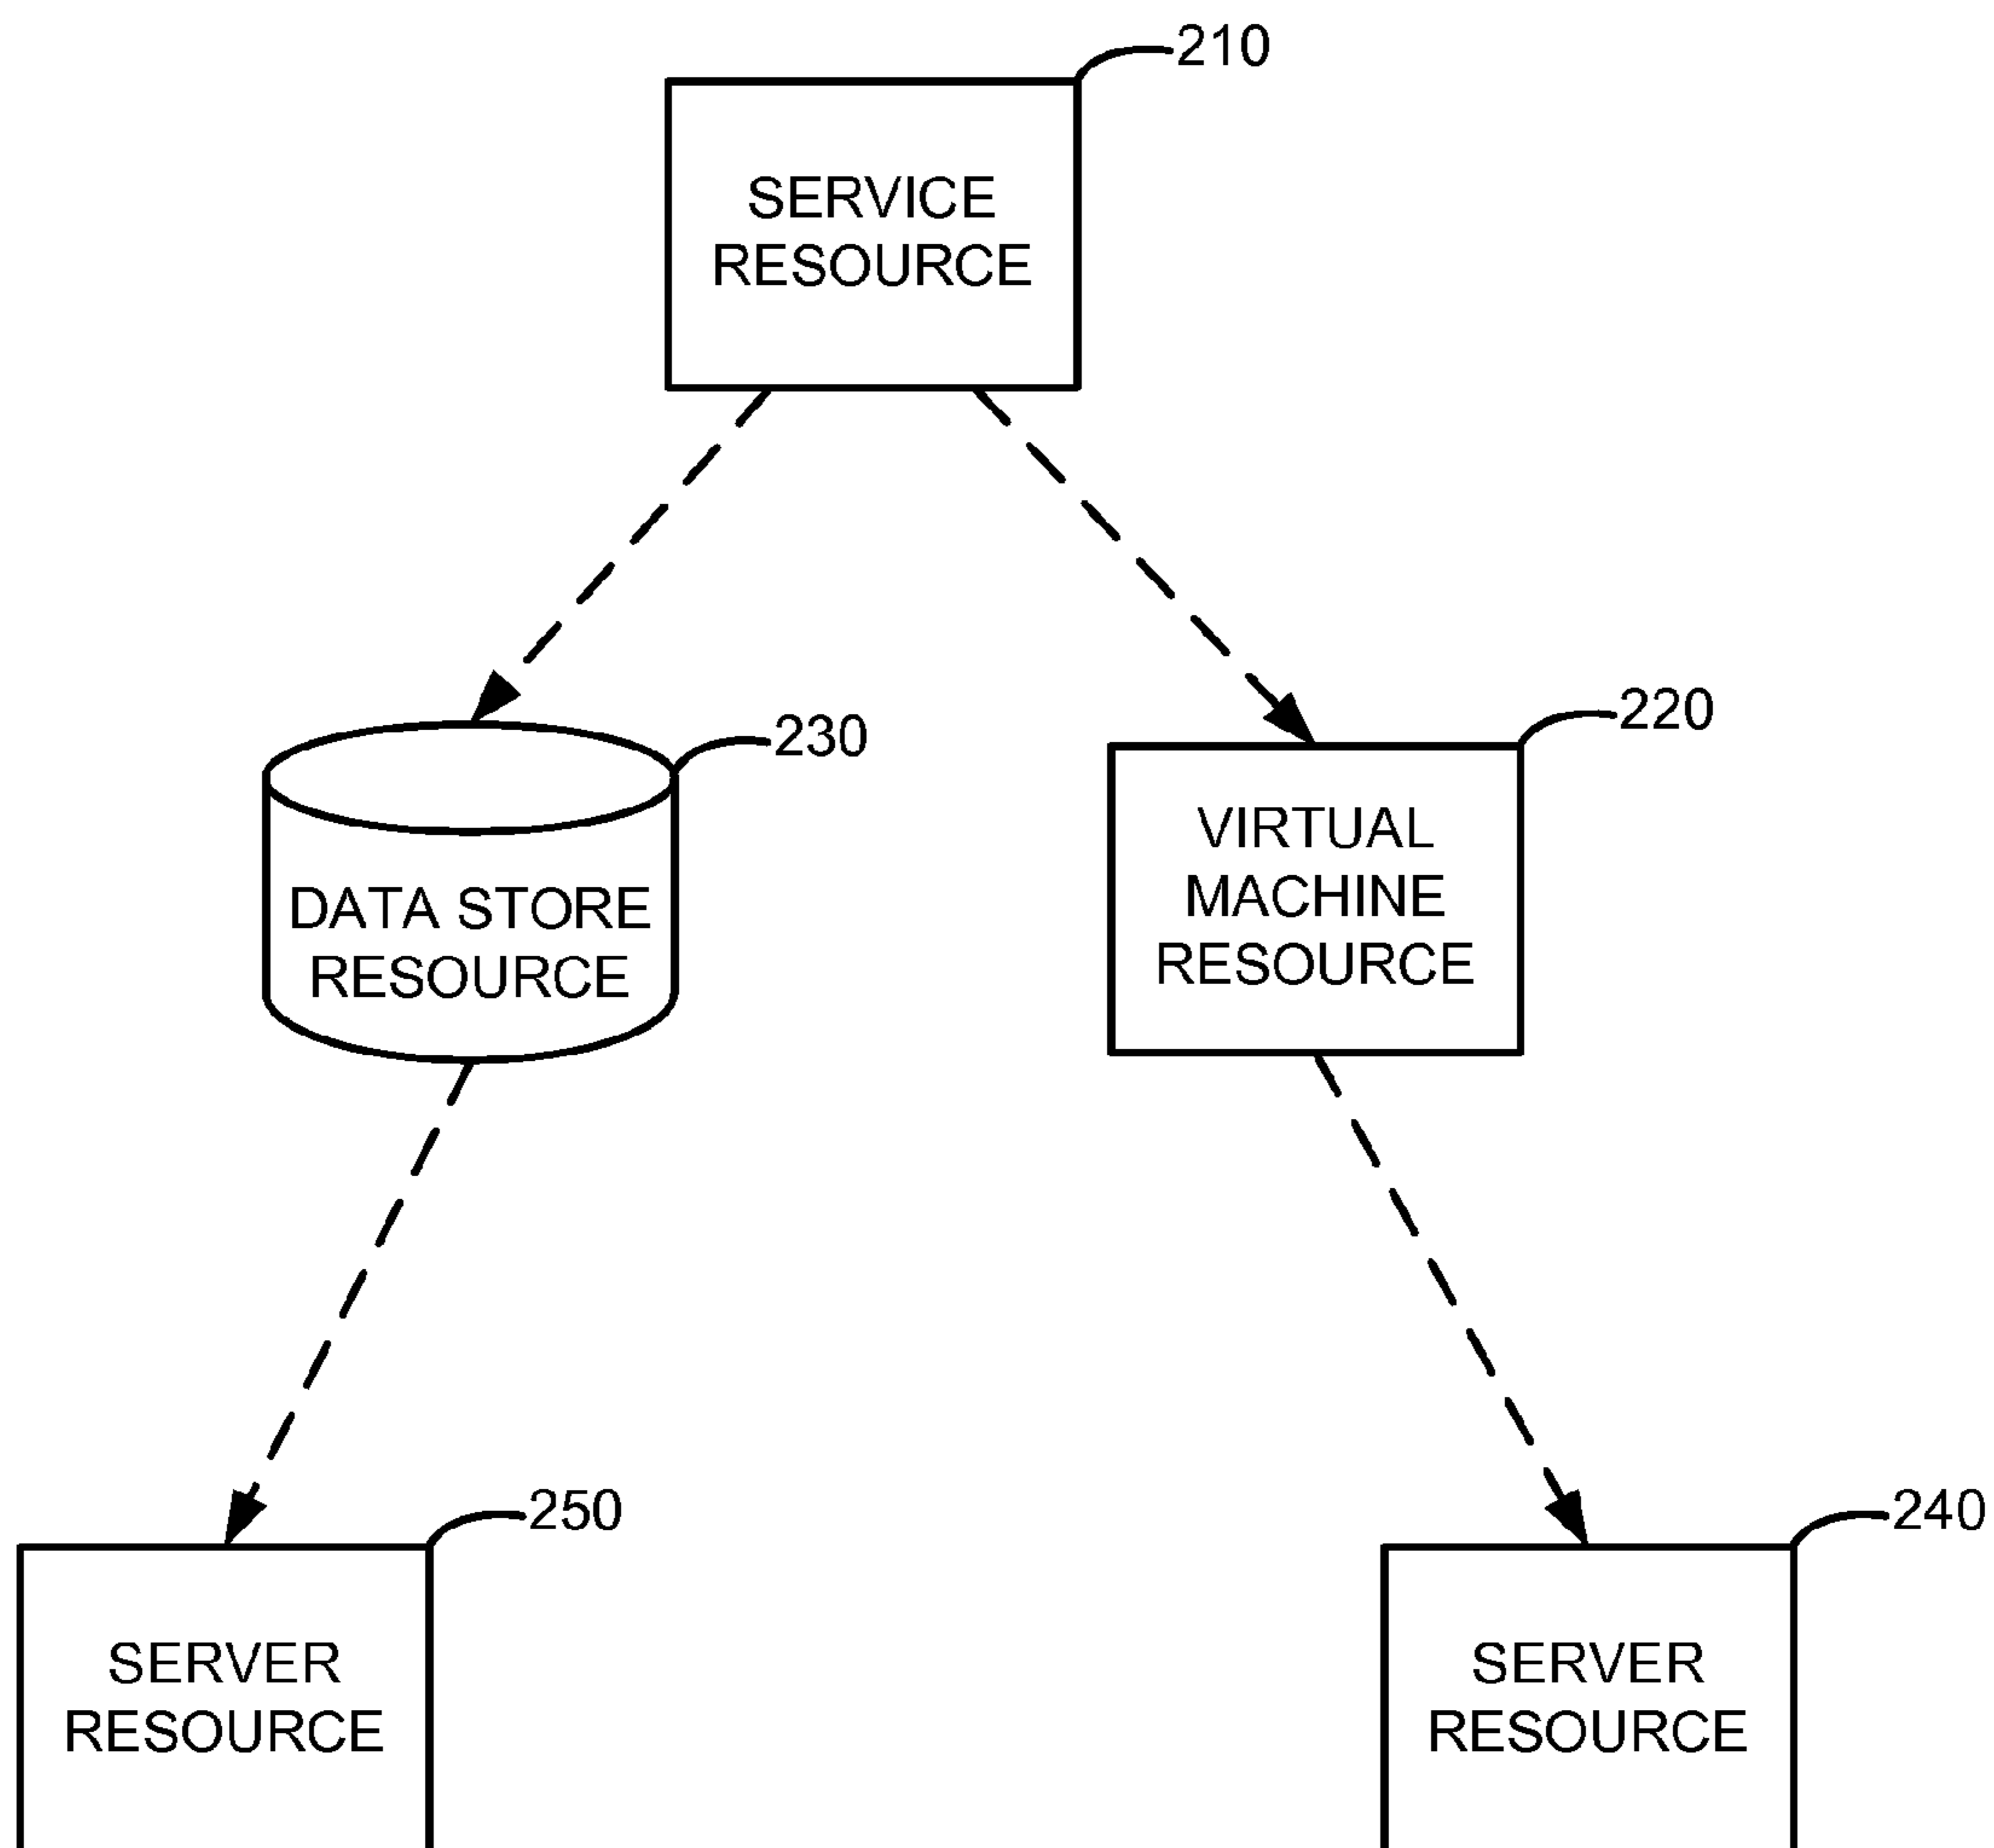 210
SERVICE
RESOURCE
230
220
DATA STORE
RESOURCE
VIRTUAL
MACHINE
RESOURCE
250
240
SERVER
RESOURCE
SERVER
RESOURCE